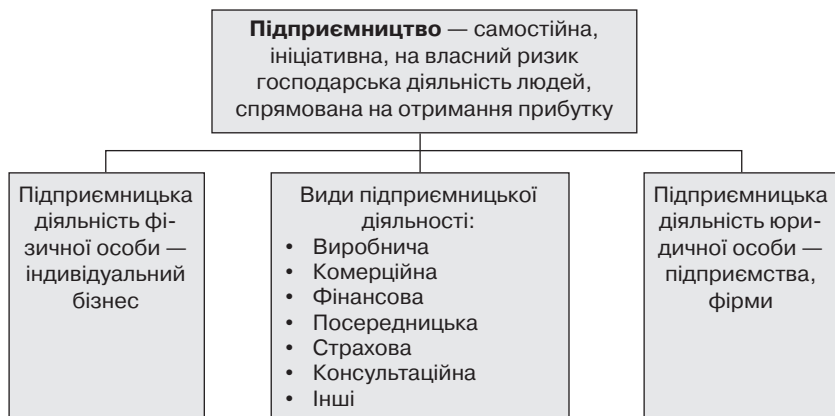 Підприємництво — самостійна,
ініціативна, на власний ризик
господарська діяльність людей,
спрямована на отримання прибутку
Підприємницька
діяльність фі-
зичної особи —
індивідуальний
бізнес
Види підприємницької
діяльності:
• Виробнича
• Комерційна
• Фінансова
• Посередницька
• Страхова
• Консультаційна
• Інші
Підприємницька
діяльність юри-
дичної особи —
підприємства,
фірми